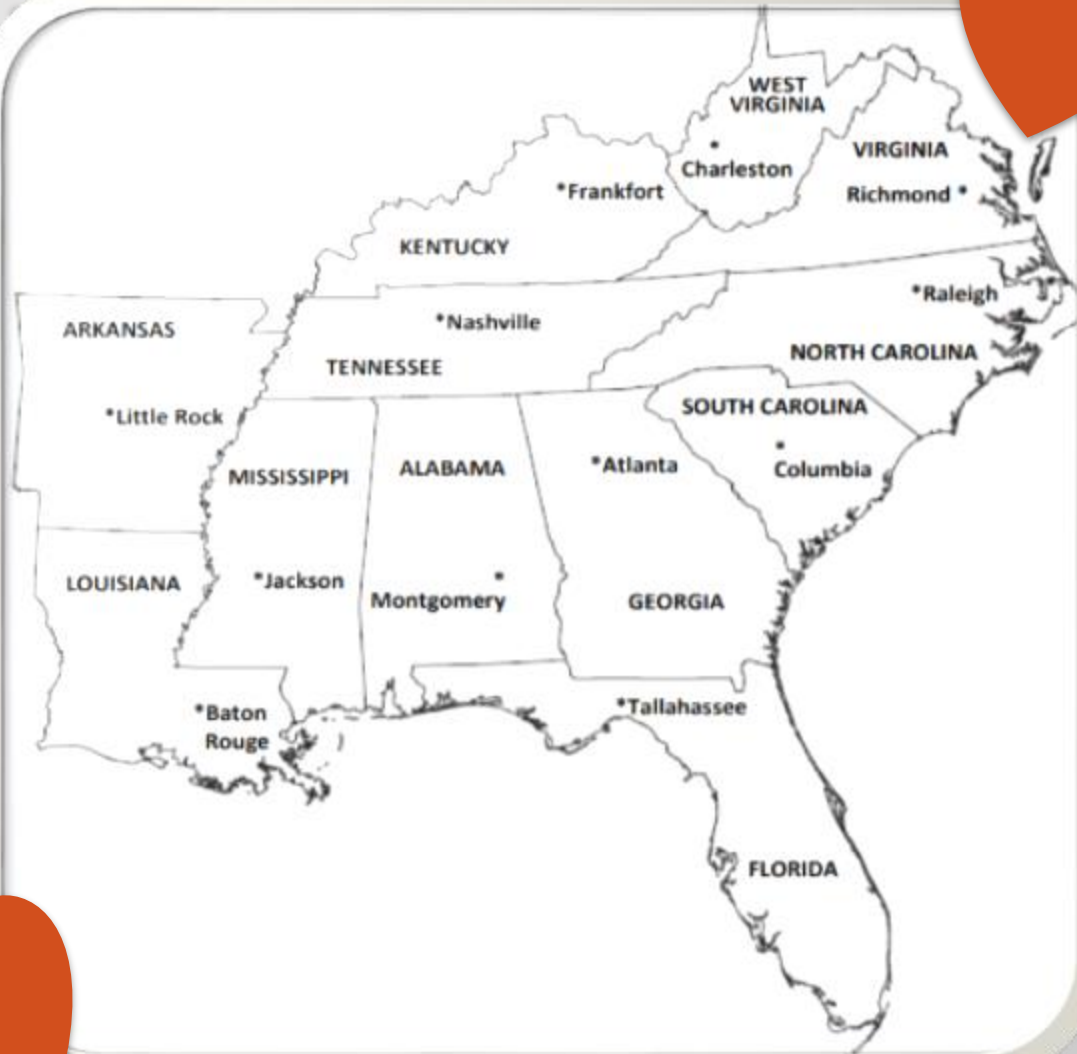 WEST
VIRGINIA
*
Charleston
VIRGINIA
Richmond *
*Frankfort
KENTUCKY
*Raleigh
NORTH CAROLINA
*Nashville
TENNESSEE
ARKANSAS
*Little Rock
SOUTH CAROLINA
*
Columbia
MISSISSIPPI
*Jackson
ALABAMA
*
Montgomery
*Atlanta
GEORGIA
LOUISIANA
*Baton
Rouge
*Tallahassee
FLORIDA